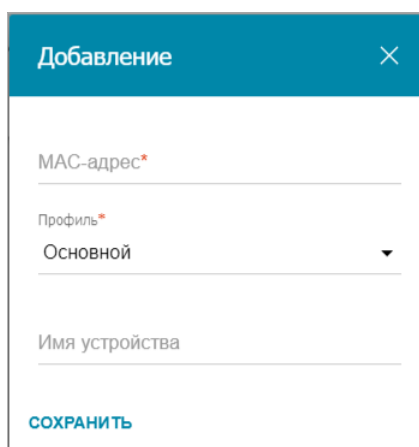 Добавление
MAC-адрес*
Профиль*
Основной
Имя устройства
СОХРАНИТЬ